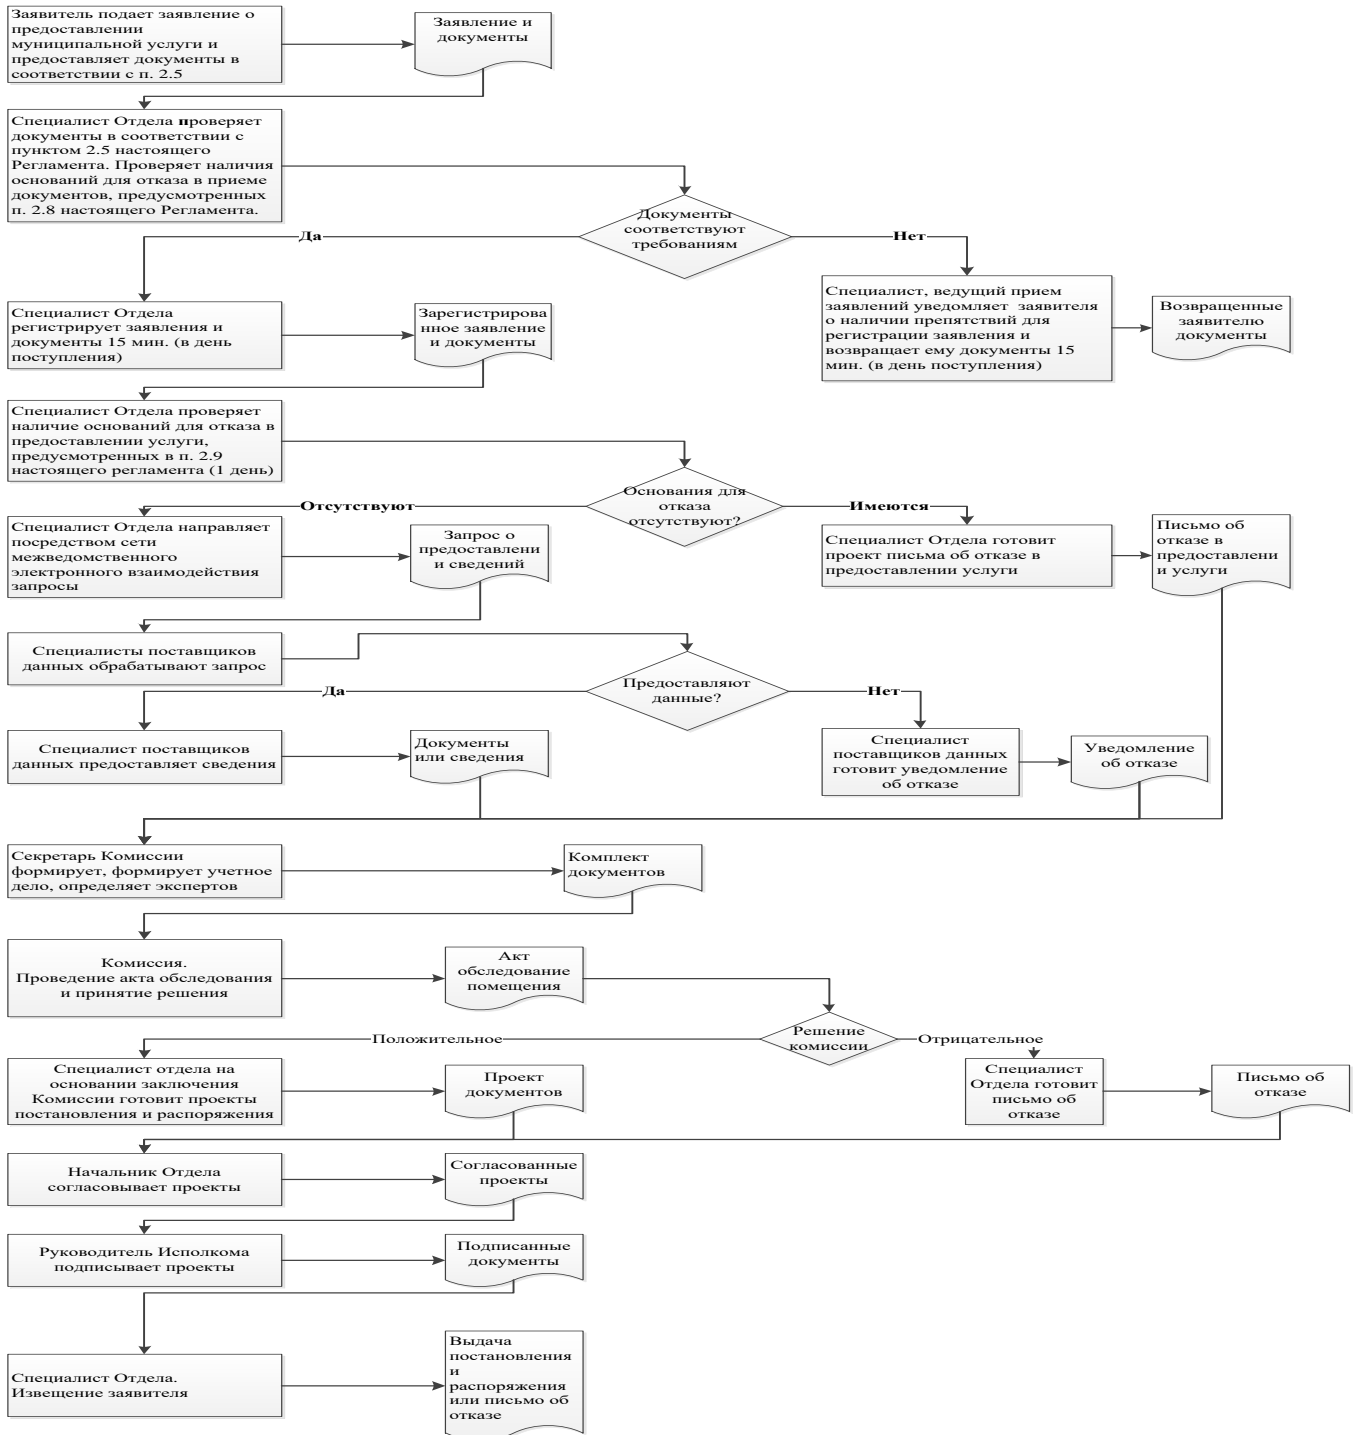 Заявитель подает заявление о
предоставлении
муниципальной услуги и
предоставляет документы в
соответствии с п. 2.5
Заявление и
документы
Специалист Отдела проверяет
документы в соответствии с
пунктом 2.5 настоящего
Регламента. Проверяет наличия
оснований для отказа в приеме
документов, предусмотренных
п. 2.8 настоящего Регламента.
Документы
соответствуют
требованиям
Да
Нет
Специалист Отдела
регистрирует заявления и
документы 15 мин. (в день
поступления)
Зарегистрирова
нное заявление
и документы
Специалист, ведущий прием
заявлений уведомляет  заявителя
о наличии препятствий для
регистрации заявления и
возвращает ему документы 15
мин. (в день поступления)
Возвращенные
заявителю
документы
Специалист Отдела проверяет
наличие оснований для отказа в
предоставлении услуги,
предусмотренных в п. 2.9
настоящего регламента (1 день)
Основания для
отказа
отсутствуют?
Отсутствуют
Имеются
Специалист Отдела направляет
посредством сети
межведомственного
электронного взаимодействия
запросы
Запрос о
предоставлени
и сведений
Специалист Отдела готовит
проект письма об отказе в
предоставлении услуги
Письмо об
отказе в
предоставлени
и услуги
Специалисты поставщиков
данных обрабатывают запрос
Предоставляют
данные?
Да
Нет
Специалист поставщиков
данных предоставляет сведения
Документы
или сведения
Специалист
поставщиков данных
готовит уведомление
об отказе
Уведомление
об отказе
Секретарь Комиссии
формирует, формирует учетное
дело, определяет экспертов
Комплект
документов
Комиссия.
Проведение акта обследования
и принятие решения
Акт
обследование
помещения
Решение
комиссии
Положительное
Отрицательное
Специалист отдела на
основании заключения
Комиссии готовит проекты
постановления и распоряжения
Проект
документов
Специалист
Отдела готовит
письмо об
отказе
Письмо об
отказе
Начальник Отдела
согласовывает проекты
Согласованные
проекты
Руководитель Исполкома
подписывает проекты
Подписанные
документы
Специалист Отдела.
Извещение заявителя
Выдача
постановления
и
распоряжения
или письмо об
отказе